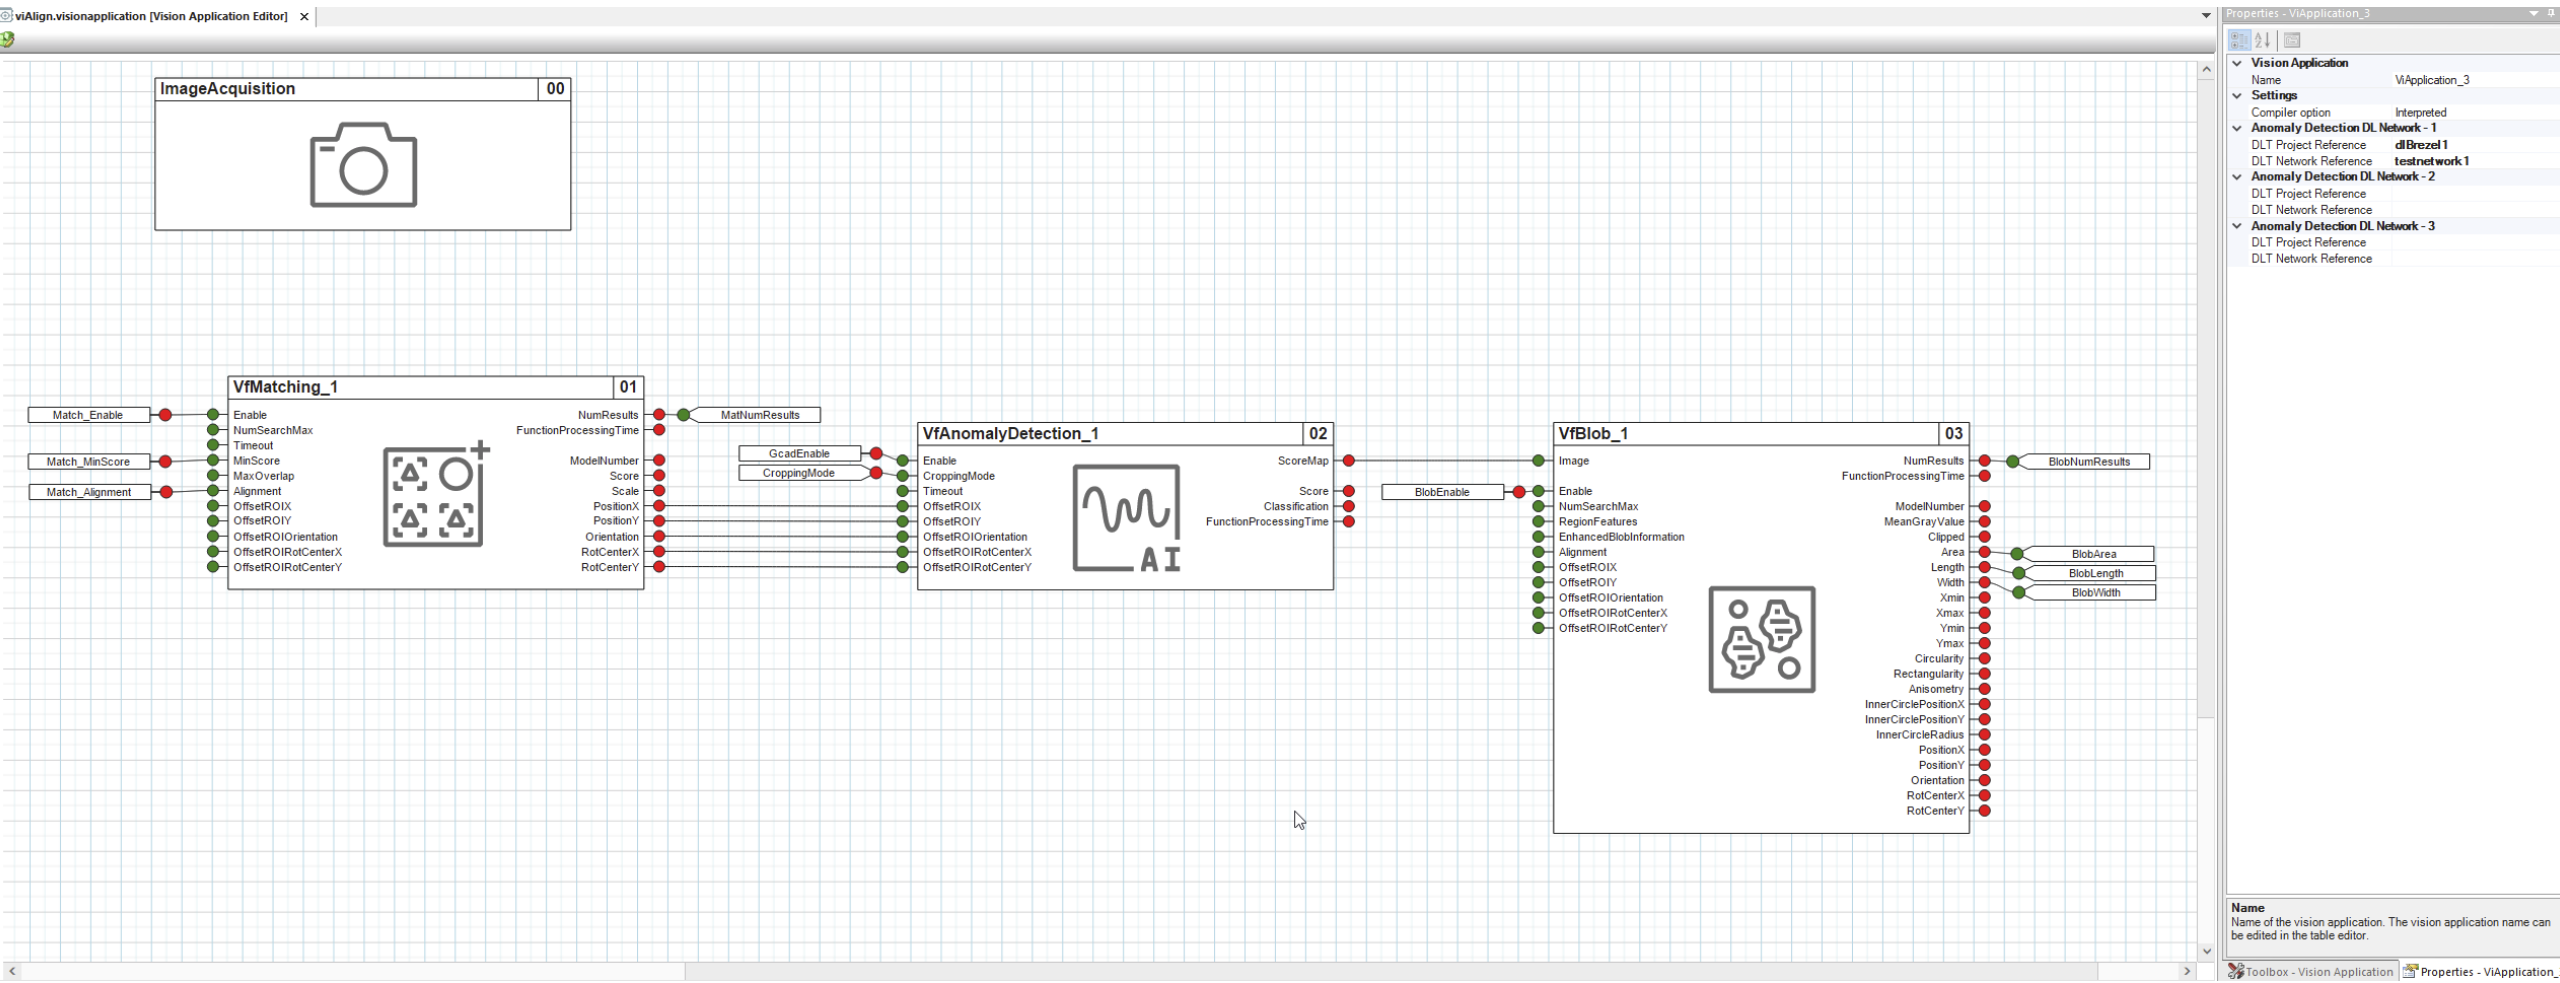 viAlign.visionapplication [Vision Application Editor]
ImageAcquisition 00
VfMatching_1 01
Match_Enable
Match_MinScore
Match_Alignment
Enable
NumSearchMax
Timeout
MinScore
MaxOverlap
Alignment
OffsetROIX
OffsetROIY
OffsetROIOrientation
OffsetROIRotCenterX
OffsetROIRotCenterY
NumResults
FunctionProcessingTime
ModelNumber
Score
Scale
PositionX
PositionY
Orientation
RotCenterX
RotCenterY
MatNumResults
GcadEnable
CroppingMode
VfAnomalyDetection_1 02
Enable
CroppingMode
Timeout
OffsetROIX
OffsetROIY
OffsetROIOrientation
OffsetROIRotCenterX
OffsetROIRotCenterY
AI
ScoreMap
Score
Classification
FunctionProcessingTime
BlobEnable
VfBlob_1 03
Image
Enable
NumSearchMax
RegionFeatures
EnhancedBlobInformation
Alignment
OffsetROIX
OffsetROIY
OffsetROIOrientation
OffsetROIRotCenterX
OffsetROIRotCenterY
NumResults
FunctionProcessingTime
ModelNumber
MeanGrayValue
Clipped
Area
Length
Width
Xmin
Xmax
Ymin
Ymax
Circularity
Rectangularity
Anisometry
InnerCirclePositionX
InnerCirclePositionY
InnerCircleRadius
PositionX
PositionY
Orientation
RotCenterX
RotCenterY
BlobNumResults
BlobArea
BlobLength
BlobWidth
Properties - ViApplication_3
Vision Application
Name ViApplication_3
Settings
Compiler option Interpreted
Anomaly Detection DL Network - 1
DLT Project Reference dlBrezel1
DLT Network Reference testnetwork1
Anomaly Detection DL Network - 2
DLT Project Reference
DLT Network Reference
Anomaly Detection DL Network - 3
DLT Project Reference
DLT Network Reference
Name
Name of the vision application. The vision application name can
be edited in the table editor.
Toolbox - Vision Application
Properties - ViApplication_